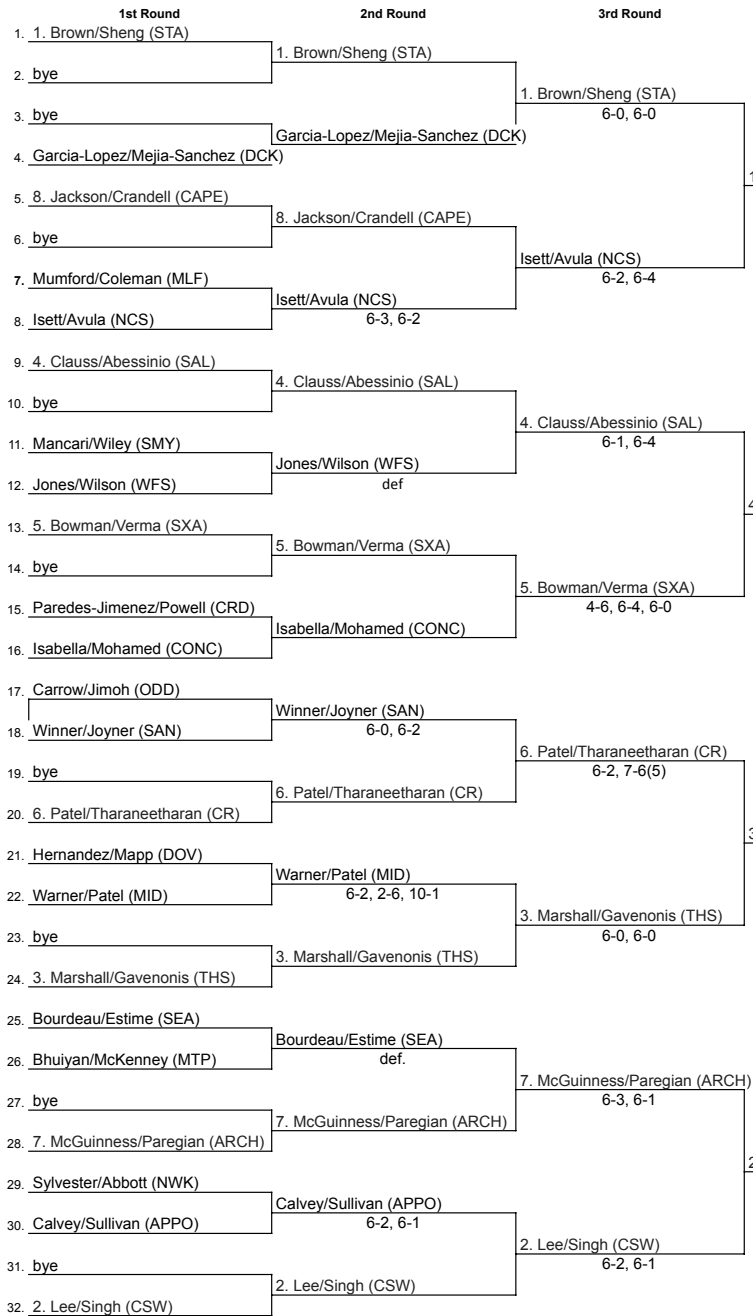 1st Round
2nd Round
3rd Round
1. 1. Brown/Sheng (STA)
2. bye
3. bye
4. Garcia-Lopez/Mejia-Sanchez (DCK)
5. 8. Jackson/Crandell (CAPE)
6. bye
7. Mumford/Coleman (MLF)
8. Isett/Avula (NCS)
9. 4. Clauss/Abessinio (SAL)
10. bye
11. Mancari/Wiley (SMY)
12. Jones/Wilson (WFS)
13. 5. Bowman/Verma (SXA)
14. bye
15. Paredes-Jimenez/Powell (CRD)
16. Isabella/Mohamed (CONC)
17. Carrow/Jimoh (ODD)
18. Winner/Joyner (SAN)
19. bye
20. 6. Patel/Tharaneetharan (CR)
21. Hernandez/Mapp (DOV)
22. Warner/Patel (MID)
23. bye
24. 3. Marshall/Gavenonis (THS)
25. Bourdeau/Estime (SEA)
26. Bhuiyan/McKenney (MTP)
27. bye
28. 7. McGuinness/Paregian (ARCH)
29. Sylvester/Abbott (NWK)
30. Calvey/Sullivan (APPO)
31. bye
32. 2. Lee/Singh (CSW)
1. Brown/Sheng (STA)
Garcia-Lopez/Mejia-Sanchez (DCK)
8. Jackson/Crandell (CAPE)
Isett/Avula (NCS)
6-3, 6-2
4. Clauss/Abessinio (SAL)
Jones/Wilson (WFS)
def
5. Bowman/Verma (SXA)
Isabella/Mohamed (CONC)
Winner/Joyner (SAN)
6-0, 6-2
6. Patel/Tharaneetharan (CR)
Warner/Patel (MID)
6-2, 2-6, 10-1
3. Marshall/Gavenonis (THS)
Bourdeau/Estime (SEA)
def.
7. McGuinness/Paregian (ARCH)
Calvey/Sullivan (APPO)
6-2, 6-1
2. Lee/Singh (CSW)
1. Brown/Sheng (STA)
6-0, 6-0
Isett/Avula (NCS)
6-2, 6-4
4. Clauss/Abessinio (SAL)
6-1, 6-4
5. Bowman/Verma (SXA)
4-6, 6-4, 6-0
6. Patel/Tharaneetharan (CR)
6-2, 7-6(5)
3. Marshall/Gavenonis (THS)
6-0, 6-0
7. McGuinness/Paregian (ARCH)
6-3, 6-1
2. Lee/Singh (CSW)
6-2, 6-1
1
4
3
2